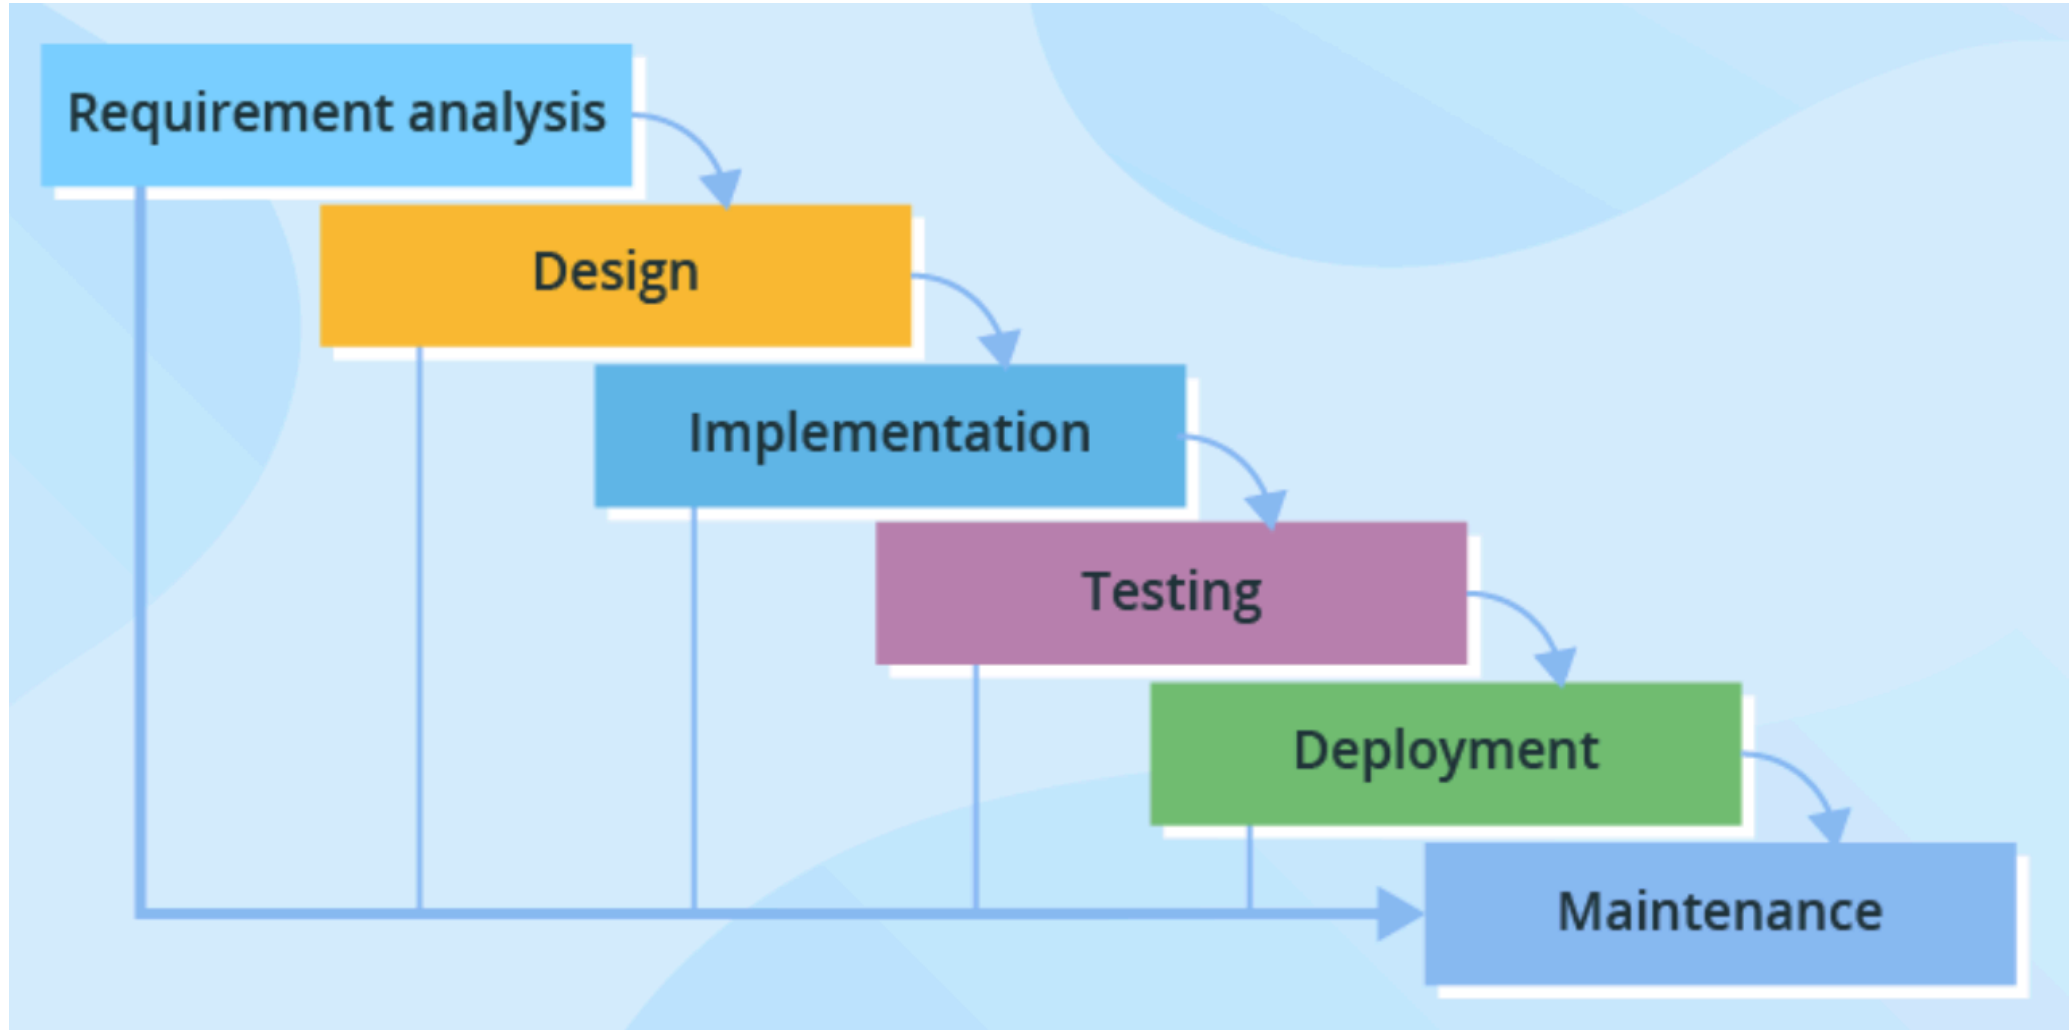 Requirement analysis
Design
Implementation
Testing
Deployment
Maintenance